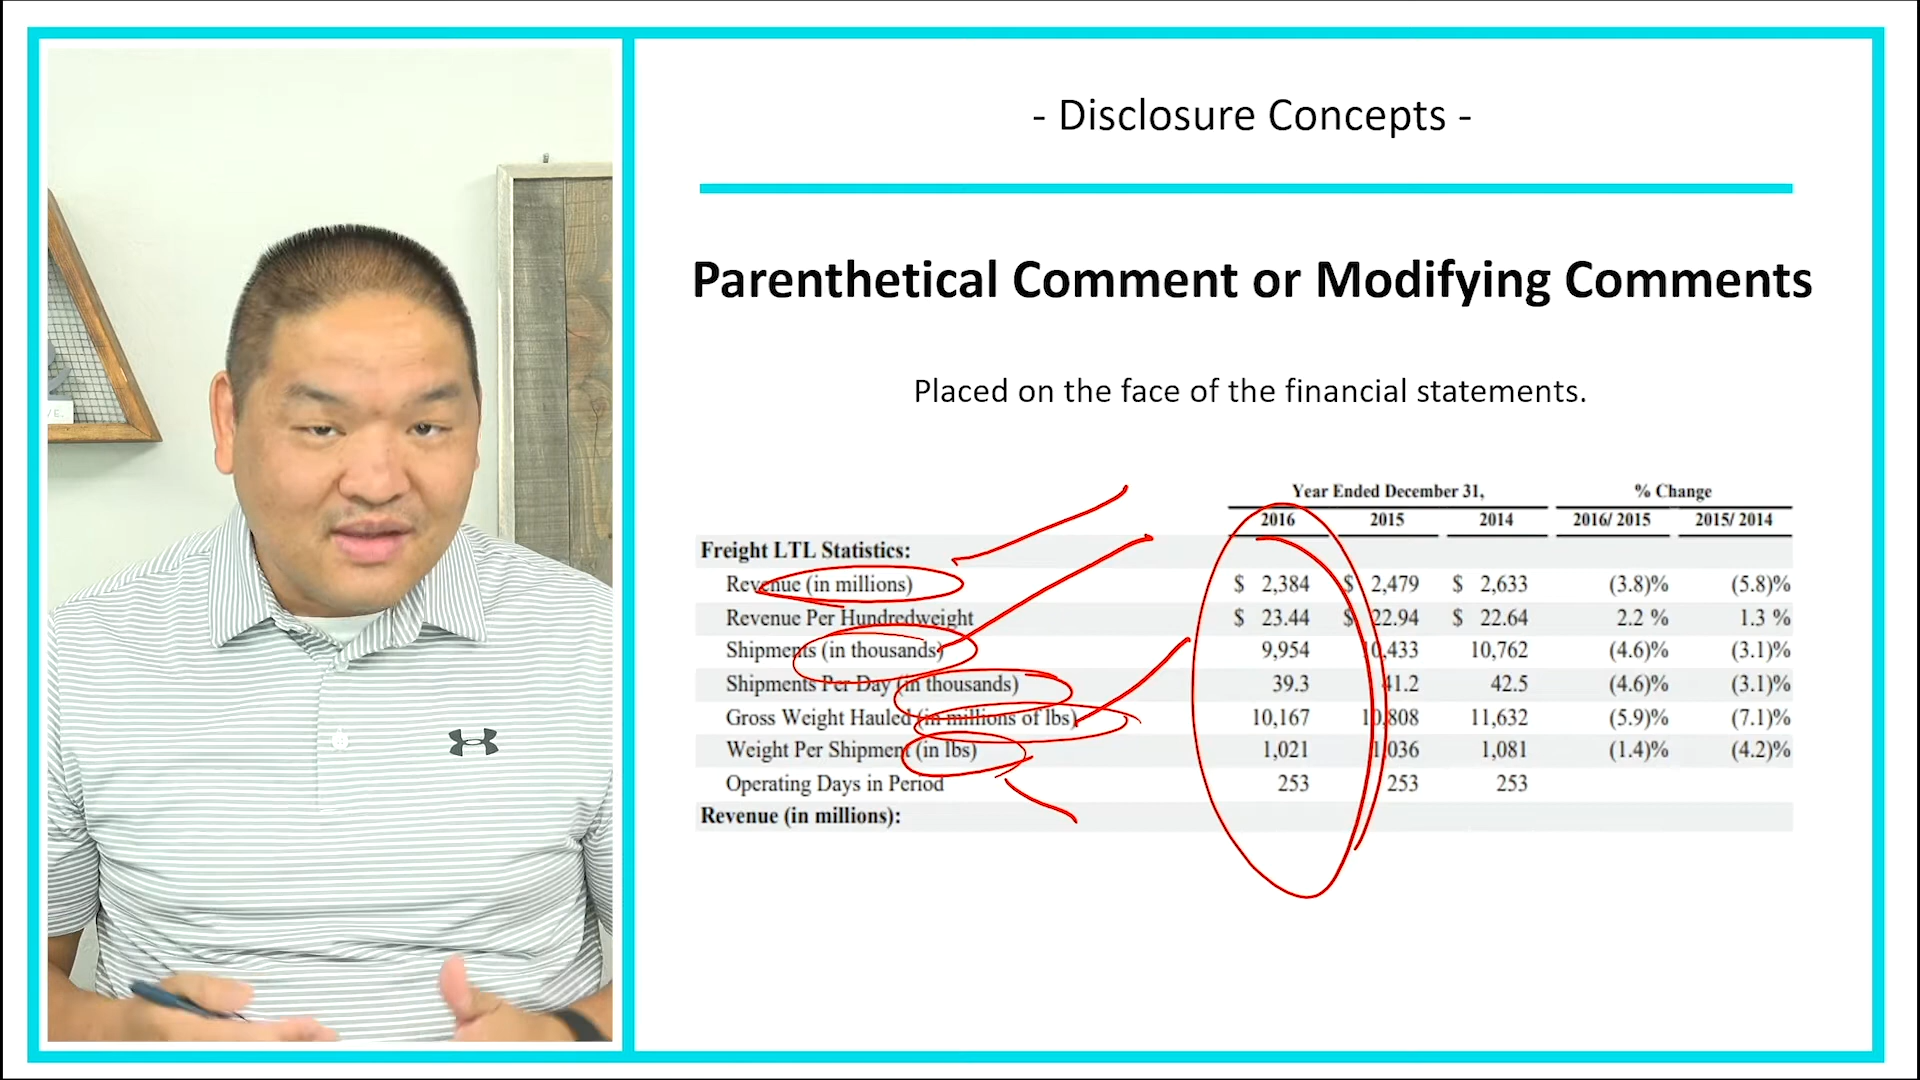 - Disclosure Concepts -
Parenthetical Comment or Modifying Comments
Placed on the face of the financial statements.
Year Ended December 31, % Change
2016 2015 2014 2016/ 2015 2015/ 2014
Freight LTL Statistics:
Revenue (in millions) $ 2,384 $ 2,479 $ 2,633 (3.8)% (5.8)%
Revenue Per Hundredweight $ 23.44 $ 22.94 $ 22.64 2.2 % 1.3 %
Shipments (in thousands) 9,954 10,433 10,762 (4.6)% (3.1)%
Shipments Per Day (in thousands) 39.3 41.2 42.5 (4.6)% (3.1)%
Gross Weight Hauled (in millions of lbs) 10,167 10,808 11,632 (5.9)% (7.1)%
Weight Per Shipment (in lbs) 1,021 1,036 1,081 (1.4)% (4.2)%
Operating Days in Period 253 253 253
Revenue (in millions):